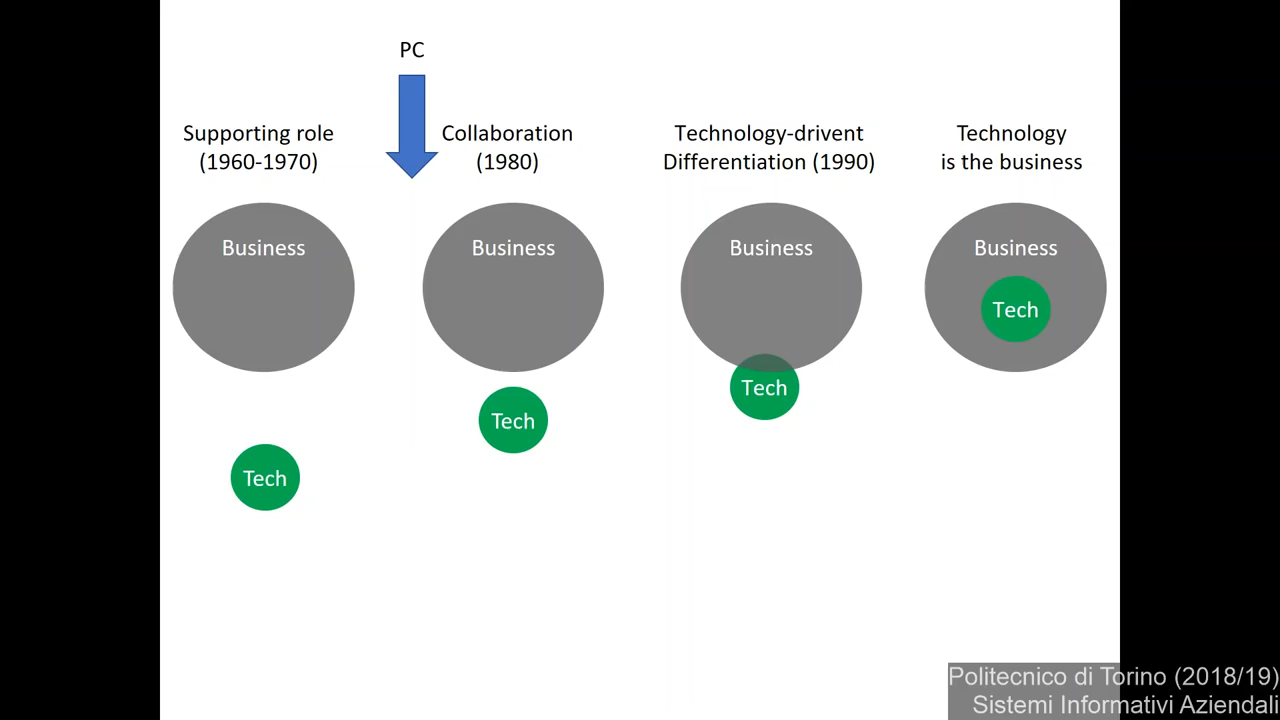 PC
Supporting role
(1960-1970)
Collaboration
(1980)
Technology-drivent
Differentiation (1990)
Technology
is the business
Business
Business
Business
Business
Tech
Tech
Tech
Tech
Politecnico di Torino (2018/19)
Sistemi Informativi Aziendali